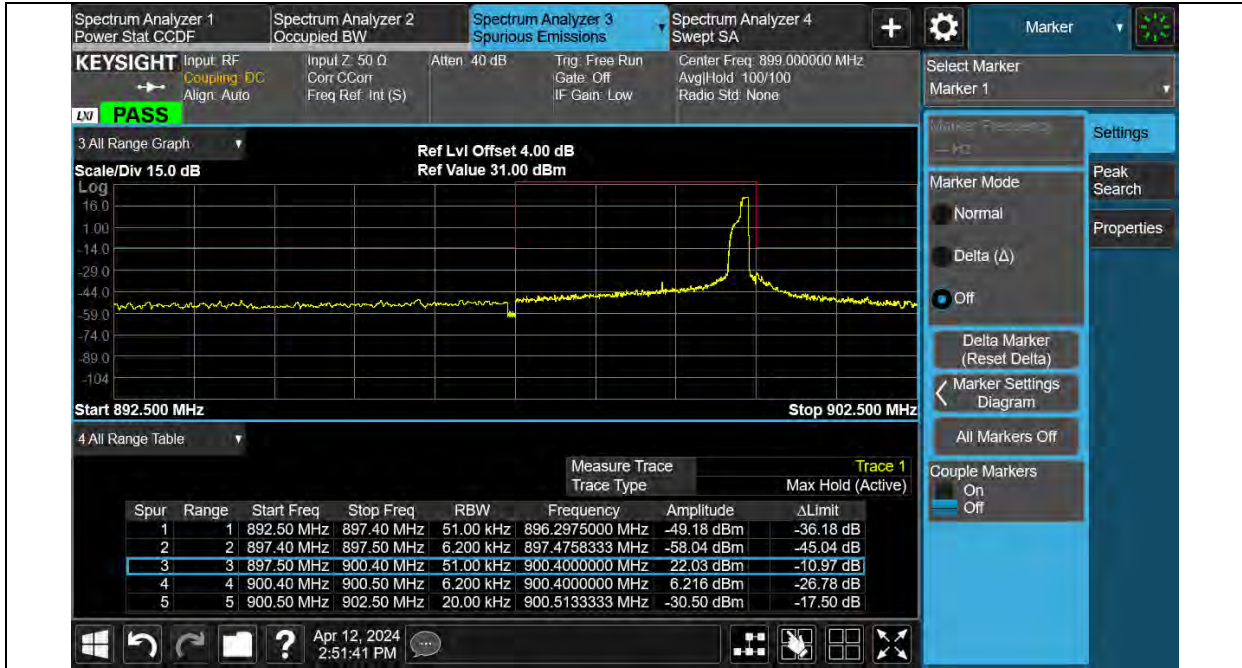 Spectrum Analyzer 1
Power Stat CCDF
Spectrum Analyzer 2
Occupied BW
Spectrum Analyzer 3
Spurious Emissions
Spectrum Analyzer 4
Swept SA
Marker
KEYSIGHT
Input: RF
Coupling: DC
Align: Auto
Input Z: 50 Ω
Corr CCorr
Freq Ref: Int (S)
Atten: 40 dB
Trig: Free Run
Gate: Off
IF Gain: Low
Center Freq: 899.000000 MHz
Avg|Hold: 100/100
Radio Std: None
LXI PASS
Select Marker
Marker 1
Marker Frequency
--- Hz
Settings
Peak
Search
Properties
Marker Mode
Normal
Delta (Δ)
Off
Delta Marker
(Reset Delta)
Marker Settings
Diagram
All Markers Off
Couple Markers
On
Off
3 All Range Graph
Scale/Div 15.0 dB
Ref Lvl Offset 4.00 dB
Ref Value 31.00 dBm
Log
16.0
1.00
-14.0
-29.0
-44.0
-59.0
-74.0
-89.0
-104
Start 892.500 MHz
Stop 902.500 MHz
4 All Range Table
Measure Trace Trace 1
Trace Type Max Hold (Active)
Spur Range Start Freq Stop Freq RBW Frequency Amplitude ΔLimit
1 1 892.50 MHz 897.40 MHz 51.00 kHz 896.2975000 MHz -49.18 dBm -36.18 dB
2 2 897.40 MHz 897.50 MHz 6.200 kHz 897.4758333 MHz -58.04 dBm -45.04 dB
3 3 897.50 MHz 900.40 MHz 51.00 kHz 900.4000000 MHz 22.03 dBm -10.97 dB
4 4 900.40 MHz 900.50 MHz 6.200 kHz 900.4000000 MHz 6.216 dBm -26.78 dB
5 5 900.50 MHz 902.50 MHz 20.00 kHz 900.5133333 MHz -30.50 dBm -17.50 dB
Apr 12, 2024
2:51:41 PM